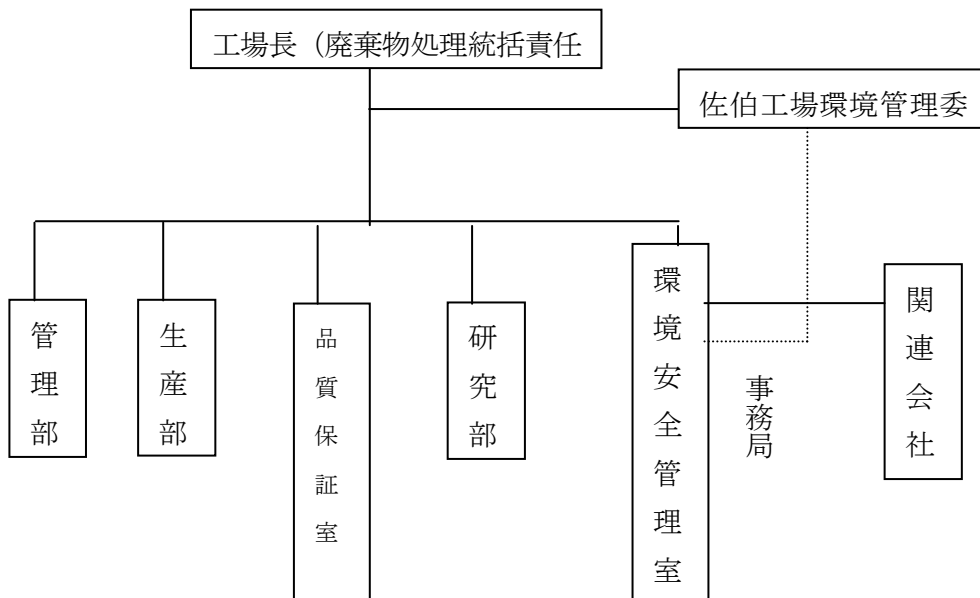 工場長（廃棄物処理統括責任
佐伯工場環境管理委
管理部
生産部
品質保証室
研究部
環境安全管理室
事務局
関連会社